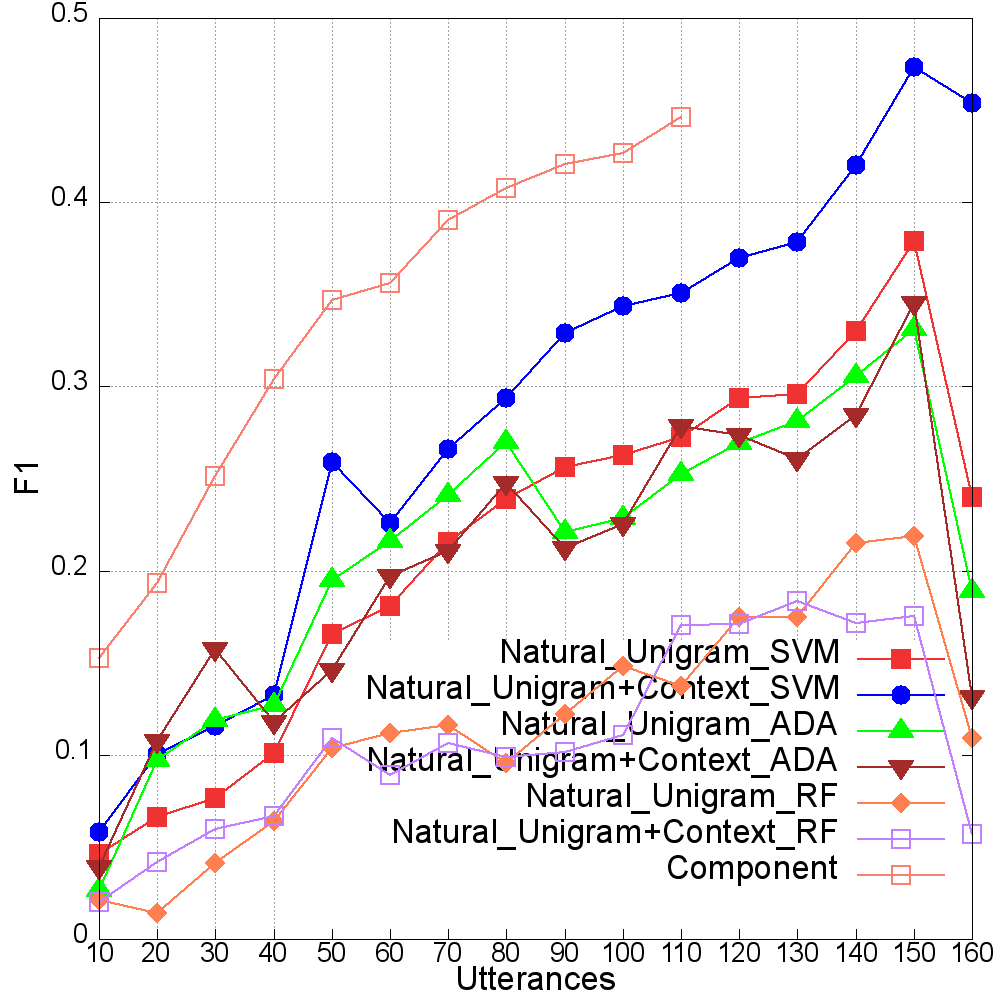 0.5
0.4
0.3
0.2
0.1
0
F1
Natural_Unigram_SVM
Natural_Unigram+Context_SVM
Natural_Unigram_ADA
Natural_Unigram+Context_ADA
Natural_Unigram_RF
Natural_Unigram+Context_RF
Component
10 20 30 40 50 60 70 80 90 100 110 120 130 140 150 160
Utterances